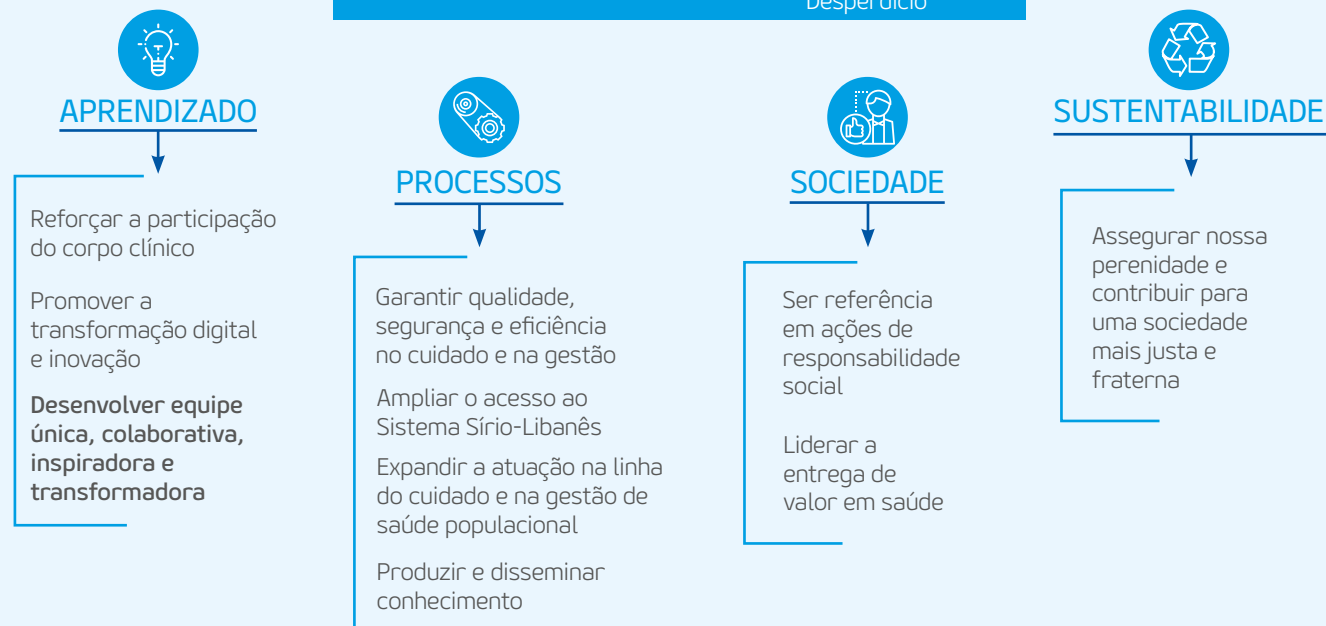 Desperdício
APRENDIZADO
Reforçar a participação
do corpo clínico
Promover a
transformação digital
e inovação
Desenvolver equipe
única, colaborativa,
inspiradora e
transformadora
PROCESSOS
Garantir qualidade,
segurança e eficiência
no cuidado e na gestão
Ampliar o acesso ao
Sistema Sírio-Libanês
Expandir a atuação na linha
do cuidado e na gestão de
saúde populacional
Produzir e disseminar
conhecimento
SOCIEDADE
Ser referência
em ações de
responsabilidade
social
Liderar a
entrega de
valor em saúde
SUSTENTABILIDADE
Assegurar nossa
perenidade e
contribuir para
uma sociedade
mais justa e
fraterna